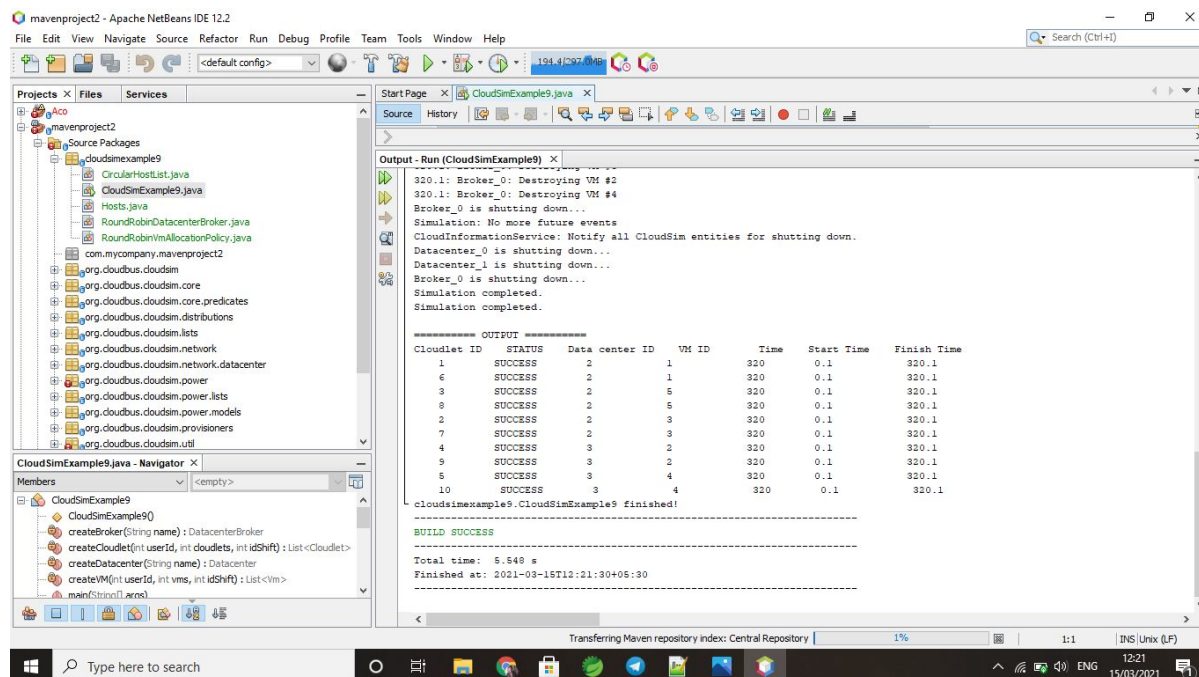 mavenproject2 - Apache NetBeans IDE 12.2
File Edit View Navigate Source Refactor Run Debug Profile Team Tools Window Help
Search (Ctrl+I)
<default config>
194.4/297.0MB
Projects Files Services
Aco
mavenproject2
Source Packages
cloudsimexample9
CircularHostList.java
CloudSimExample9.java
Hosts.java
RoundRobinDatacenterBroker.java
RoundRobinVmAllocationPolicy.java
com.mycompany.mavenproject2
org.cloudbus.cloudsim
org.cloudbus.cloudsim.core
org.cloudbus.cloudsim.core.predicates
org.cloudbus.cloudsim.distributions
org.cloudbus.cloudsim.lists
org.cloudbus.cloudsim.network
org.cloudbus.cloudsim.network.datacenter
org.cloudbus.cloudsim.power
org.cloudbus.cloudsim.power.lists
org.cloudbus.cloudsim.power.models
org.cloudbus.cloudsim.provisioners
org.cloudbus.cloudsim.util
CloudSimExample9.java - Navigator
Members <empty>
CloudSimExample9
CloudSimExample9()
createBroker(String name) : DatacenterBroker
createCloudlet(int userId, int cloudlets, int idShift) : List<Cloudlet>
createDatacenter(String name) : Datacenter
createVM(int userId, int vms, int idShift) : List<Vm>
main(String[] args)
Start Page CloudSimExample9.java
Source History
Output - Run (CloudSimExample9)
320.1: Broker_0: Destroying VM #2
320.1: Broker_0: Destroying VM #4
Broker_0 is shutting down...
Simulation: No more future events
CloudInformationService: Notify all CloudSim entities for shutting down.
Datacenter_0 is shutting down...
Datacenter_1 is shutting down...
Broker_0 is shutting down...
Simulation completed.
Simulation completed.
========== OUTPUT ==========
Cloudlet ID STATUS Data center ID VM ID Time Start Time Finish Time
1 SUCCESS 2 1 320 0.1 320.1
6 SUCCESS 2 1 320 0.1 320.1
3 SUCCESS 2 5 320 0.1 320.1
8 SUCCESS 2 5 320 0.1 320.1
2 SUCCESS 2 3 320 0.1 320.1
7 SUCCESS 2 3 320 0.1 320.1
4 SUCCESS 3 2 320 0.1 320.1
9 SUCCESS 3 2 320 0.1 320.1
5 SUCCESS 3 4 320 0.1 320.1
10 SUCCESS 3 4 320 0.1 320.1
cloudsimexample9.CloudSimExample9 finished!
------------------------------------------------------------------------
BUILD SUCCESS
------------------------------------------------------------------------
Total time: 5.548 s
Finished at: 2021-03-15T12:21:30+05:30
------------------------------------------------------------------------
Transferring Maven repository index: Central Repository 1% 1:1 INS Unix (LF)
Type here to search
ENG
12:21
15/03/2021